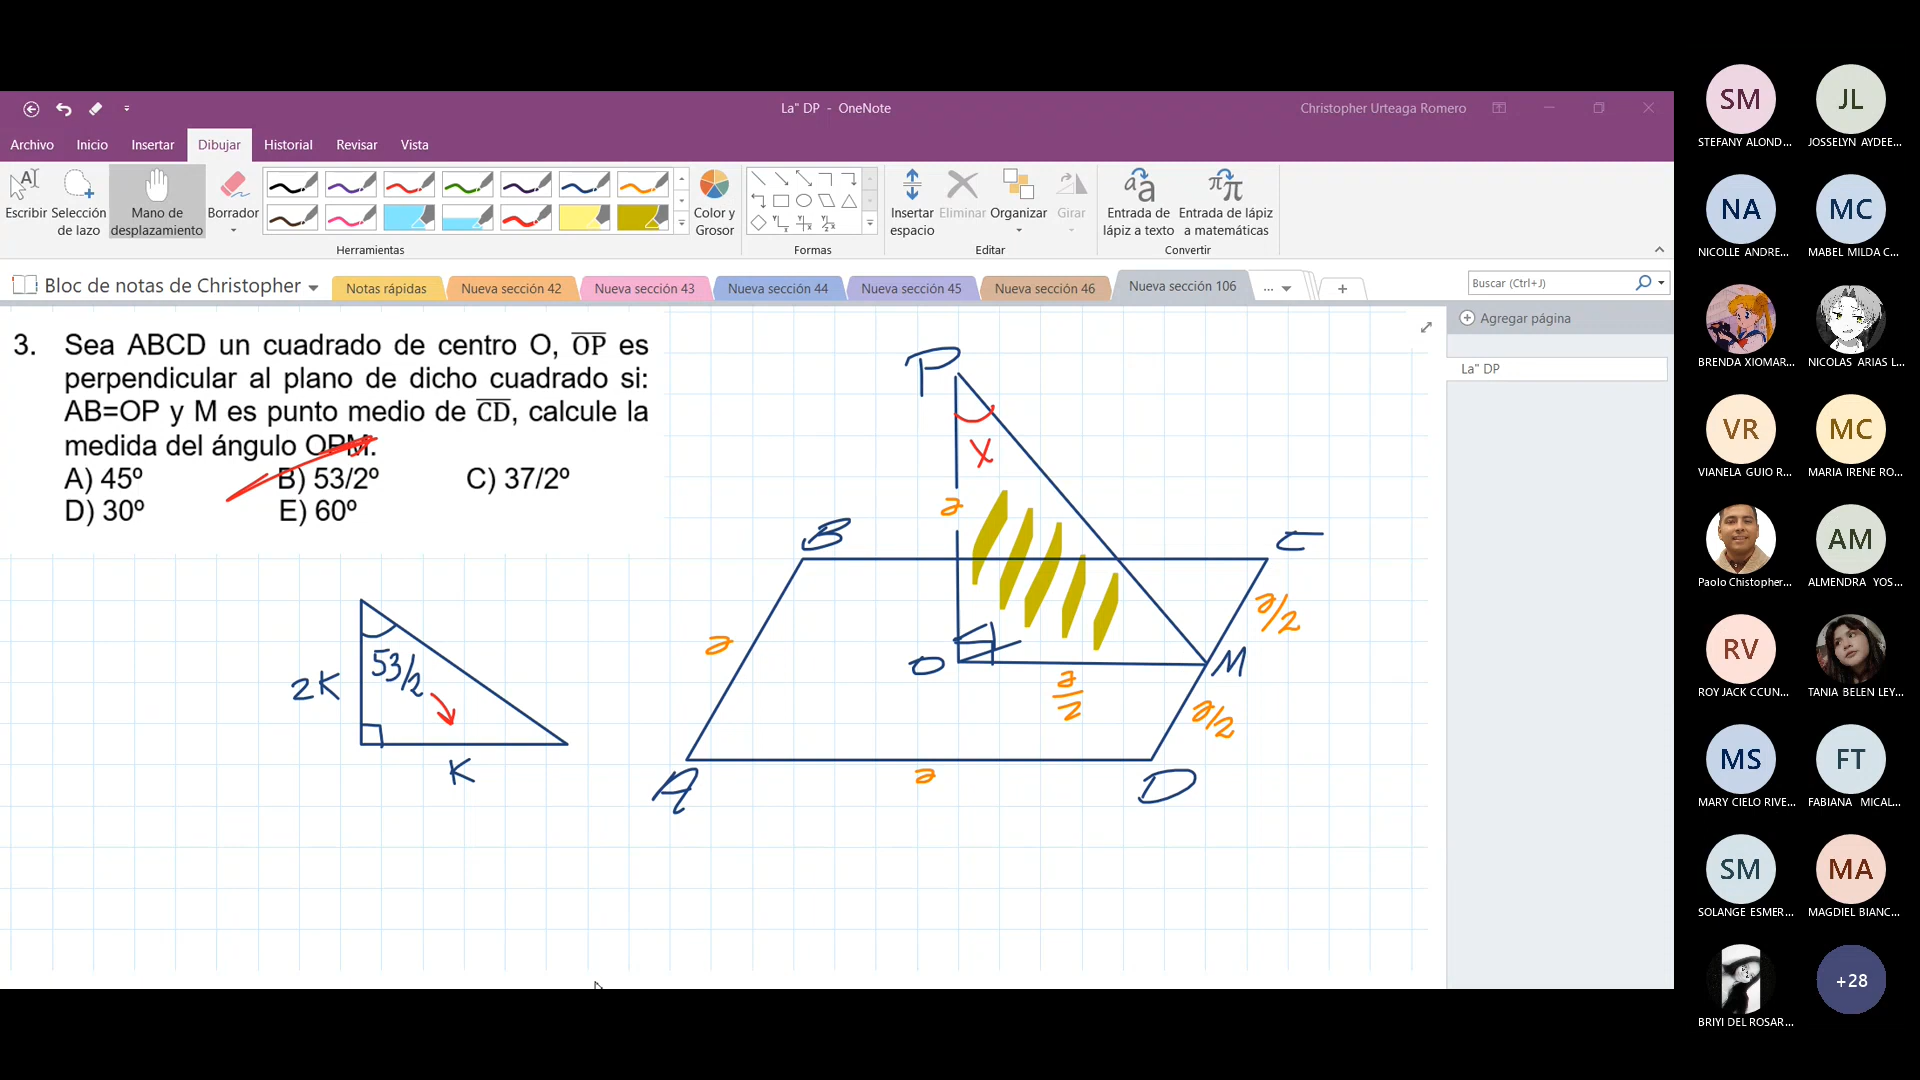 La" DP - OneNote
Christopher Urteaga Romero
Archivo Inicio Insertar Dibujar Historial Revisar Vista
Escribir
Selección de lazo
Mano de desplazamiento
Borrador
Herramientas
Color y Grosor
Formas
Insertar espacio
Eliminar
Organizar
Girar
Editar
Entrada de lápiz a texto
Entrada de lápiz a matemáticas
Convertir
Bloc de notas de Christopher
Notas rápidas
Nueva sección 42
Nueva sección 43
Nueva sección 44
Nueva sección 45
Nueva sección 46
Nueva sección 106
...
Buscar (Ctrl+J)
Agregar página
La" DP
3. Sea ABCD un cuadrado de centro O, OP es
perpendicular al plano de dicho cuadrado si:
AB=OP y M es punto medio de CD, calcule la
medida del ángulo OPM.
A) 45º B) 53/2º C) 37/2º
D) 30º E) 60º
53/2
2K
K
P
x
a
B
C
a
a/2
O
M
a/2
a/2
A
a
D
SM
STEFANY ALOND...
JL
JOSSELYN AYDEE...
NA
NICOLLE ANDRE...
MC
MABEL MILDA C...
BRENDA XIOMAR...
NICOLAS ARIAS L...
VR
VIANELA GUIO R...
MC
MARIA IRENE RO...
Paolo Chistopher...
AM
ALMENDRA YOS...
RV
ROY JACK CCUN...
TANIA BELEN LEY...
MS
MARY CIELO RIVE...
FT
FABIANA MICAL...
SM
SOLANGE ESMER...
MA
MAGDIEL BIANC...
BRIYI DEL ROSAR...
+28